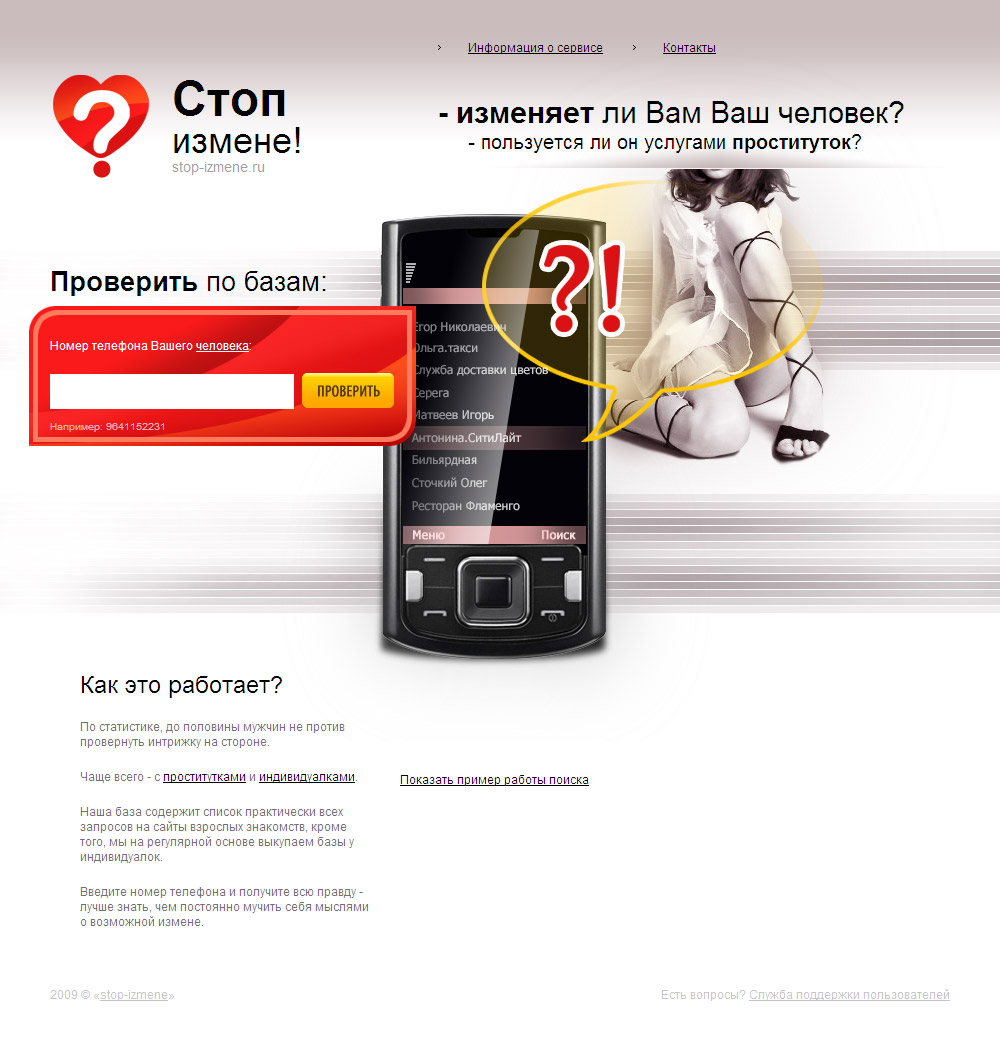 Информация о сервисе
Контакты
Стоп
измене!
stop-izmene.ru
- изменяет ли Вам Ваш человек?
- пользуется ли он услугами проституток?
?!
Проверить по базам:
Номер телефона Вашего человека:
ПРОВЕРИТЬ
Например: 9641152231
Егор Николаевич
Ольга.такси
Служба доставки цветов
Серега
Матвеев Игорь
Антонина.СитиЛайт
Бильярдная
Сточкий Олег
Ресторан Фламенго
Меню
Поиск
Как это работает?
По статистике, до половины мужчин не против
провернуть интрижку на стороне.
Чаще всего - с проститутками и индивидуалками.
Наша база содержит список практически всех
запросов на сайты взрослых знакомств, кроме
того, мы на регулярной основе выкупаем базы у
индивидуалок.
Введите номер телефона и получите всю правду -
лучше знать, чем постоянно мучить себя мыслями
о возможной измене.
Показать пример работы поиска
2009 © «stop-izmene»
Есть вопросы? Служба поддержки пользователей